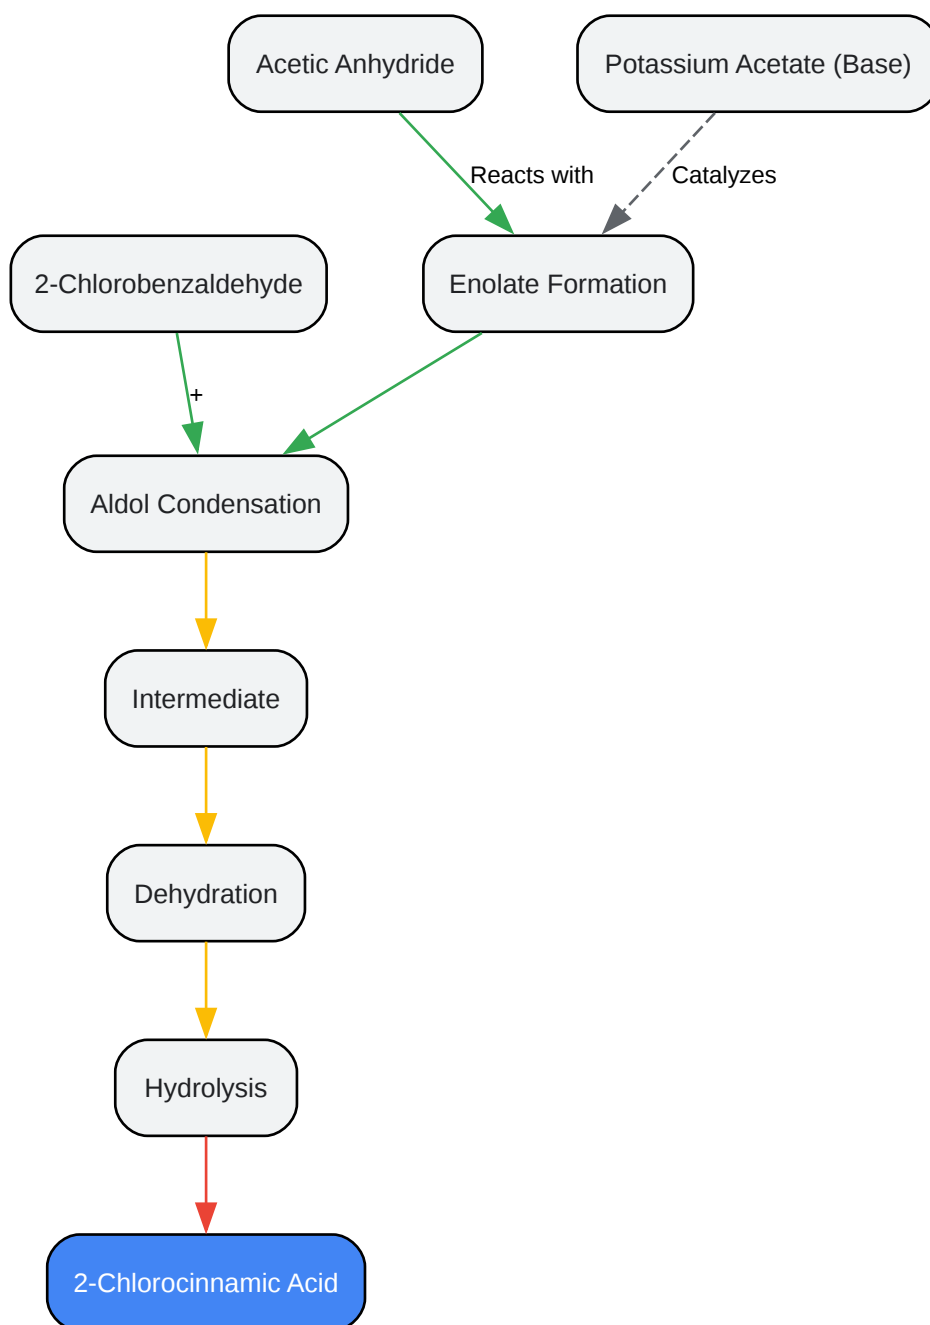 Acetic Anhydride
Potassium Acetate (Base)
Reacts with
Catalyzes
2-Chlorobenzaldehyde
Enolate Formation
+
Aldol Condensation
Intermediate
Dehydration
Hydrolysis
2-Chlorocinnamic Acid